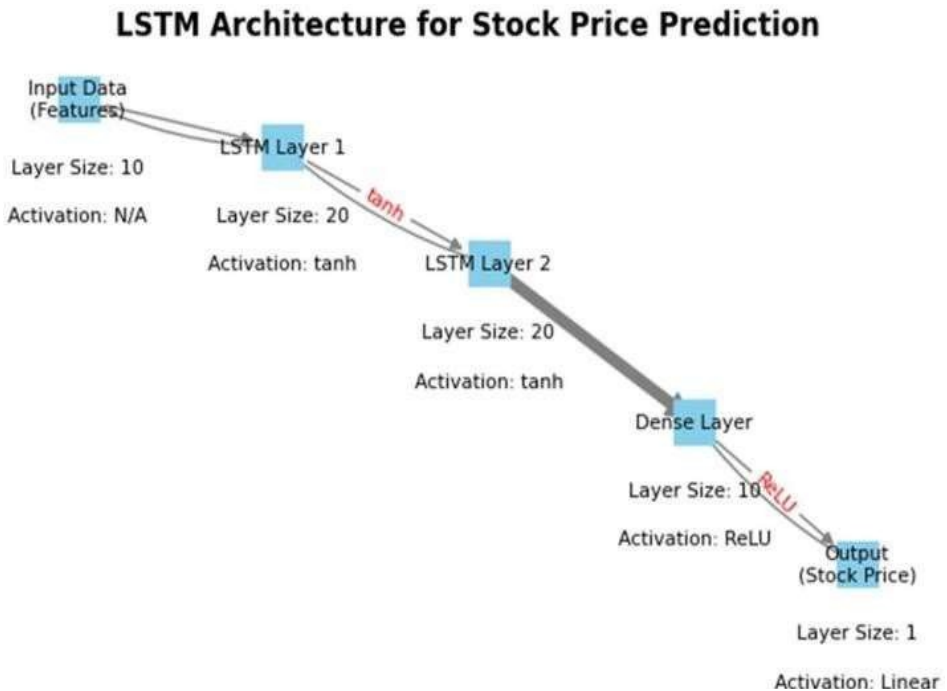 LSTM Architecture for Stock Price Prediction
Input Data
(Features)
Layer Size: 10
Activation: N/A
LSTM Layer 1
Layer Size: 20
Activation: tanh
tanh
LSTM Layer 2
Layer Size: 20
Activation: tanh
Dense Layer
Layer Size: 10
Activation: ReLU
ReLU
Output
(Stock Price)
Layer Size: 1
Activation: Linear